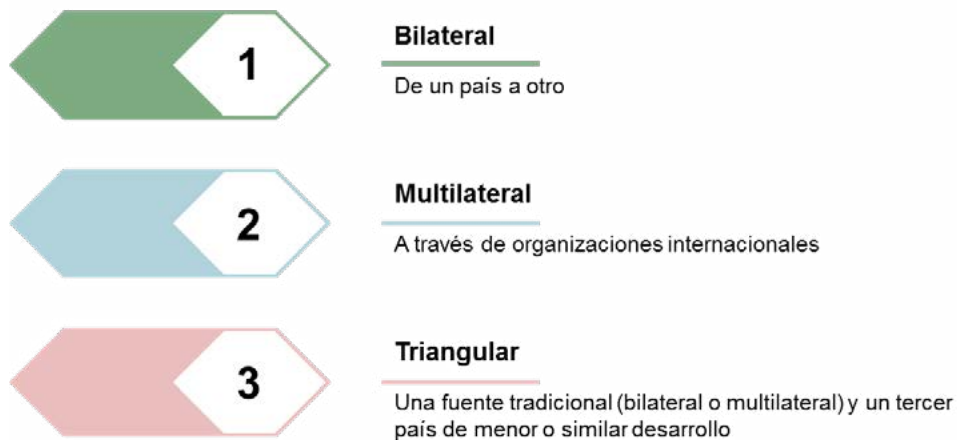 1
Bilateral
De un país a otro
2
Multilateral
A través de organizaciones internacionales
3
Triangular
Una fuente tradicional (bilateral o multilateral) y un tercer
país de menor o similar desarrollo